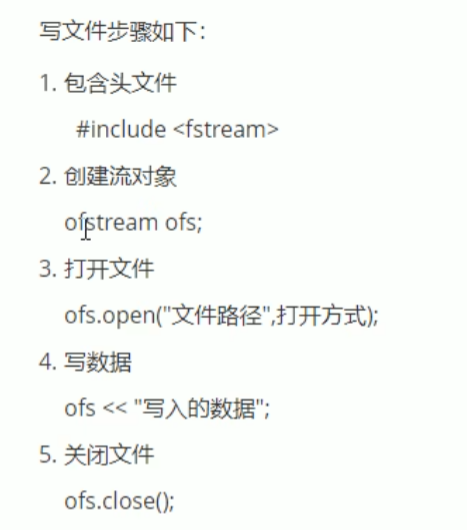 写文件步骤如下：
1. 包含头文件
#include <fstream>
2. 创建流对象
ofstream ofs;
3. 打开文件
ofs.open("文件路径",打开方式);
4. 写数据
ofs << "写入的数据";
5. 关闭文件
ofs.close();